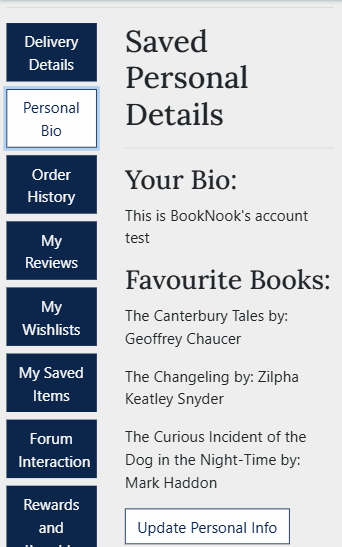 Delivery
Details
Personal
Bio
Order
History
My
Reviews
My
Wishlists
My Saved
Items
Forum
Interaction
Rewards
and
Saved
Personal
Details
Your Bio:
This is BookNook's account
test
Favourite Books:
The Canterbury Tales by:
Geoffrey Chaucer
The Changeling by: Zilpha
Keatley Snyder
The Curious Incident of the
Dog in the Night-Time by:
Mark Haddon
Update Personal Info